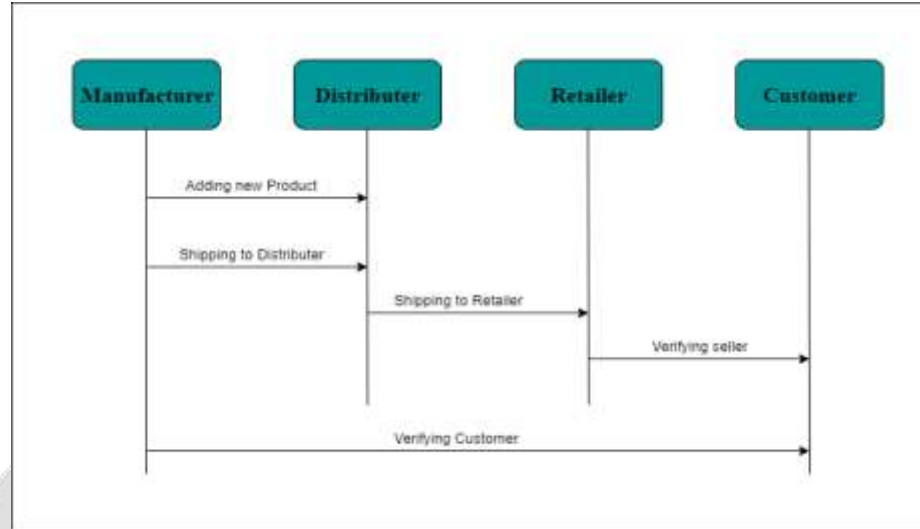 Manufacturer
Distributer
Retailer
Customer
Adding new Product
Shipping to Distributer
Shipping to Retailer
Verifying seller
Verifying Customer